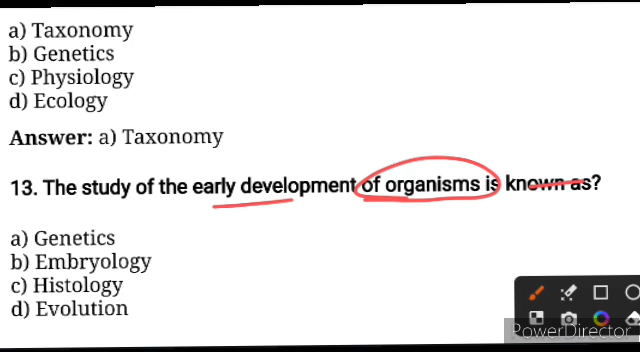 a) Taxonomy
b) Genetics
c) Physiology
d) Ecology
Answer: a) Taxonomy
13. The study of the early development of organisms is known as?
a) Genetics
b) Embryology
c) Histology
d) Evolution
PowerDirector